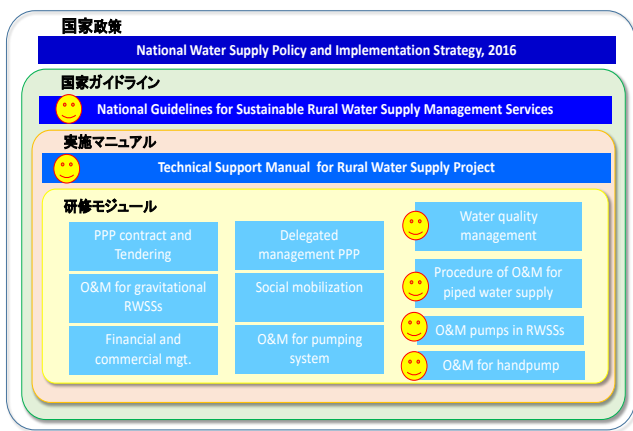 国家政策
National Water Supply Policy and Implementation Strategy, 2016
国家ガイドライン
National Guidelines for Sustainable Rural Water Supply Management Services
実施マニュアル
Technical Support Manual for Rural Water Supply Project
研修モジュール
PPP contract and
Tendering
O&M for gravitational
RWSSs
Financial and
commercial mgt.
Delegated
management PPP
Social mobilization
O&M for pumping
system
Water quality
management
Procedure of O&M for
piped water supply
O&M pumps in RWSSs
O&M for handpump